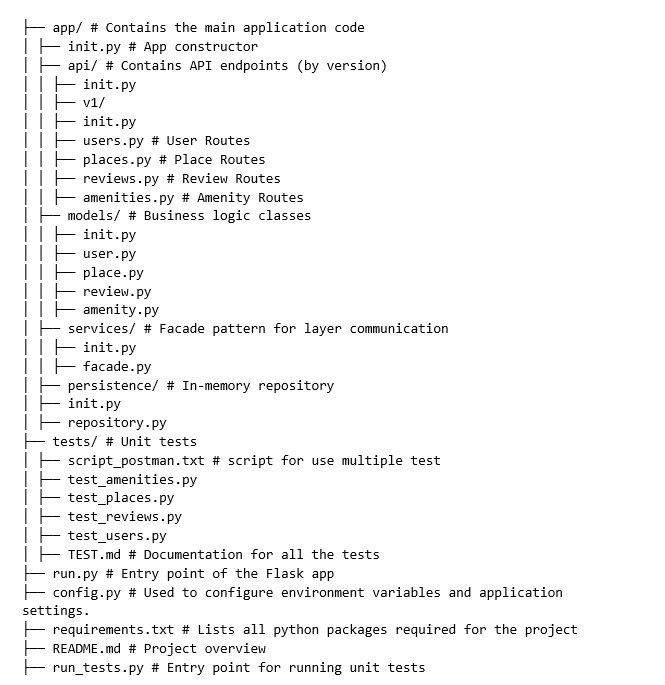 ├── app/ # Contains the main application code
│ ├── init.py # App constructor
│ ├── api/ # Contains API endpoints (by version)
│ │ ├── init.py
│ │ ├── v1/
│ │ ├── init.py
│ │ ├── users.py # User Routes
│ │ ├── places.py # Place Routes
│ │ ├── reviews.py # Review Routes
│ │ ├── amenities.py # Amenity Routes
│ ├── models/ # Business logic classes
│ │ ├── init.py
│ │ ├── user.py
│ │ ├── place.py
│ │ ├── review.py
│ │ ├── amenity.py
│ ├── services/ # Facade pattern for layer communication
│ │ ├── init.py
│ │ ├── facade.py
│ ├── persistence/ # In-memory repository
│ ├── init.py
│ ├── repository.py
├── tests/ # Unit tests
│ ├── script_postman.txt # script for use multiple test
│ ├── test_amenities.py
│ ├── test_places.py
│ ├── test_reviews.py
│ ├── test_users.py
│ ├── TEST.md # Documentation for all the tests
├── run.py # Entry point of the Flask app
├── config.py # Used to configure environment variables and application
settings.
├── requirements.txt # Lists all python packages required for the project
├── README.md # Project overview
├── run_tests.py # Entry point for running unit tests